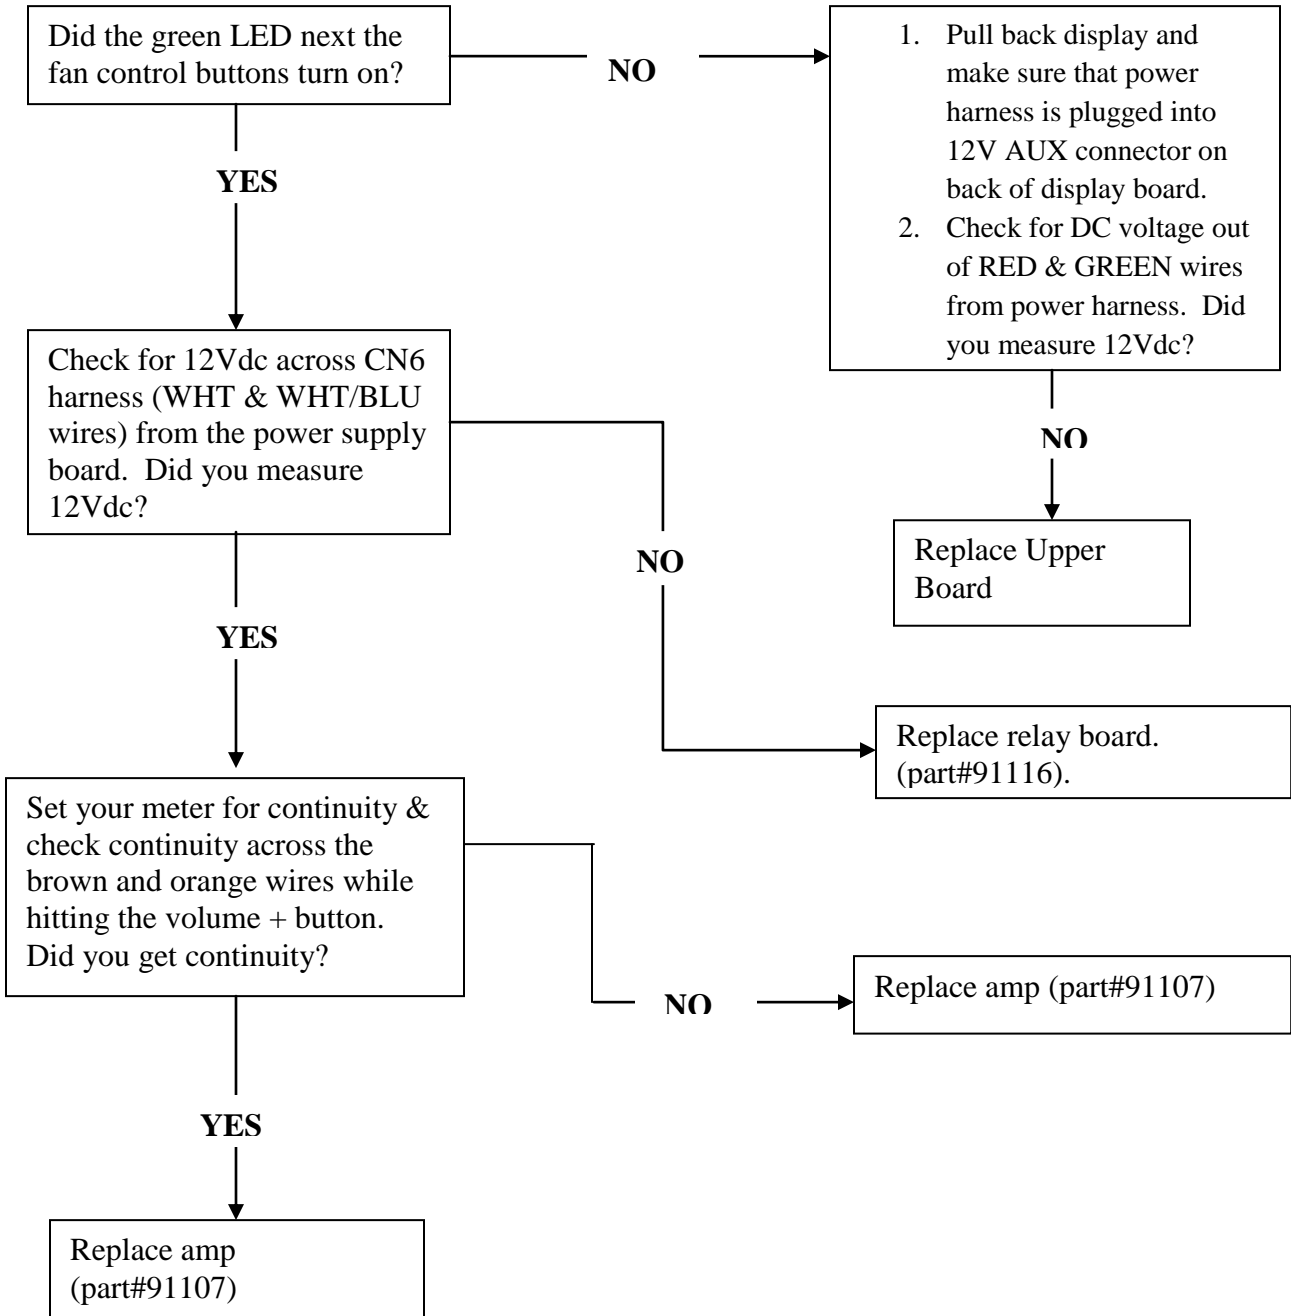 Did the green LED next the
fan control buttons turn on?
NO
1. Pull back display and
make sure that power
harness is plugged into
12V AUX connector on
back of display board.
2. Check for DC voltage out
of RED & GREEN wires
from power harness.  Did
you measure 12Vdc?
YES
Check for 12Vdc across CN6
harness (WHT & WHT/BLU
wires) from the power supply
board.  Did you measure
12Vdc?
NO
Replace Upper
Board
NO
YES
Replace relay board.
(part#91116).
Set your meter for continuity &
check continuity across the
brown and orange wires while
hitting the volume + button.
Did you get continuity?
NO
Replace amp (part#91107)
YES
Replace amp
(part#91107)